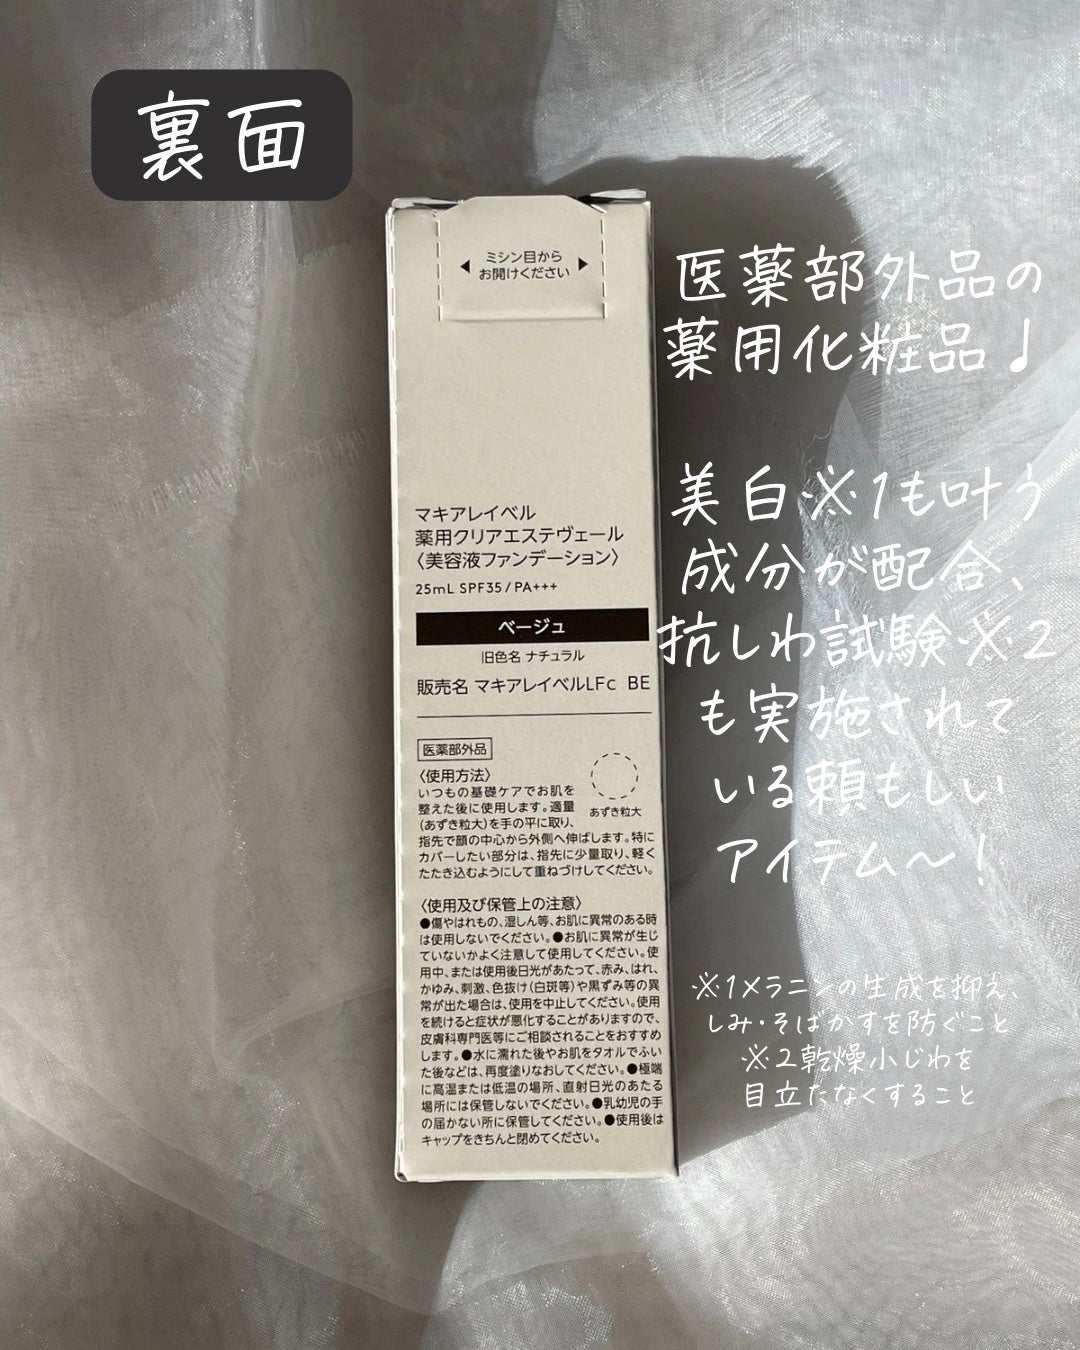 裏面
医薬部外品の
薬用化粧品♩
美白※1も叶う
成分が配合、
抗しわ試験※2
も実施されて
いる頼もしい
アイテム〜！
※1メラニンの生成を抑え、
しみ・そばかすを防ぐこと
※2乾燥小じわを
目立たなくすること
◀ ミシン目から ▶
お開けください
マキアレイベル
薬用クリアエステヴェール
〈美容液ファンデーション〉
25mL SPF35/PA+++
ベージュ
旧色名 ナチュラル
販売名 マキアレイベルLFc BE
医薬部外品
〈使用方法〉
いつもの基礎ケアでお肌を
整えた後に使用します。適量
(あずき粒大)を手の平に取り、
あずき粒大
指先で顔の中心から外側へ伸ばします。特に
カバーしたい部分は、指先に少量取り、軽く
たたき込むようにして重ねづけしてください。
〈使用及び保管上の注意〉
●傷やはれもの、湿しん等、お肌に異常のある時
は使用しないでください。●お肌に異常が生じ
ていないかよく注意して使用してください。使
用中、または使用後日光があたって、赤み、はれ、
かゆみ、刺激、色抜け(白斑等)や黒ずみ等の異
常が出た場合は、使用を中止してください。使用
を続けると症状が悪化することがありますので、
皮膚科専門医等にご相談されることをおすすめ
します。●水に濡れた後やお肌をタオルでふい
た後などは、再度塗りなおしてください。●極端
に高温または低温の場所、直射日光のあたる
場所には保管しないでください。●乳幼児の手
の届かない所に保管してください。●使用後は
キャップをきちんと閉めてください。